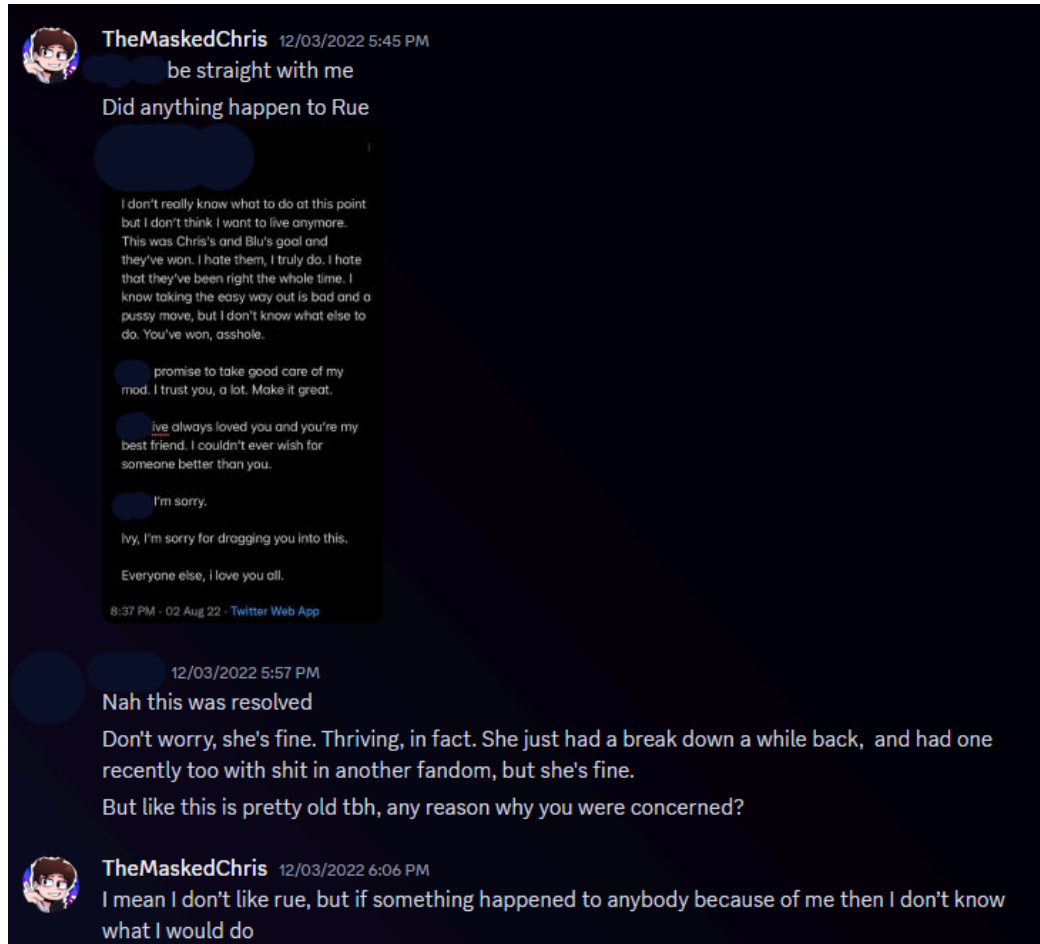 TheMaskedChris 12/03/2022 5:45 PM
be straight with me
Did anything happen to Rue
I don't really know what to do at this point
but I don't think I want to live anymore.
This was Chris's and Blu's goal and
they've won. I hate them, I truly do. I hate
that they've been right the whole time. I
know taking the easy way out is bad and a
pussy move, but I don't know what else to
do. You've won, asshole.
promise to take good care of my
mod. I trust you, a lot. Make it great.
ive always loved you and you're my
best friend. I couldn't ever wish for
someone better than you.
I'm sorry.
Ivy, I'm sorry for dragging you into this.
Everyone else, i love you all.
8:37 PM · 02 Aug 22 · Twitter Web App
12/03/2022 5:57 PM
Nah this was resolved
Don't worry, she's fine. Thriving, in fact. She just had a break down a while back,  and had one
recently too with shit in another fandom, but she's fine.
But like this is pretty old tbh, any reason why you were concerned?
TheMaskedChris 12/03/2022 6:06 PM
I mean I don't like rue, but if something happened to anybody because of me then I don't know
what I would do